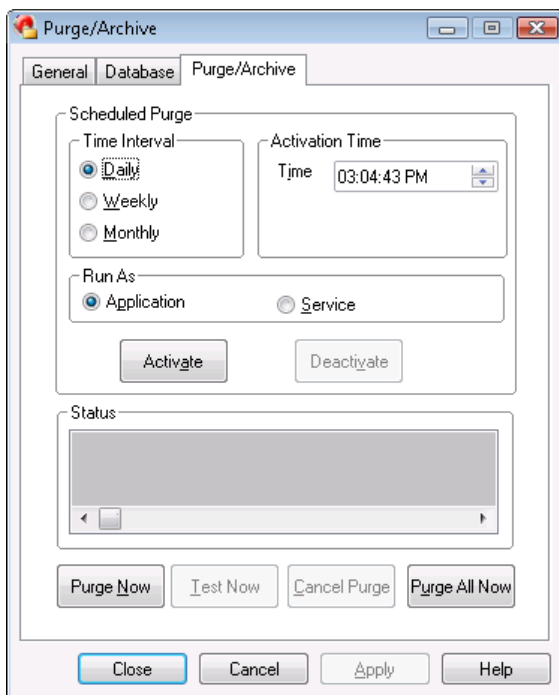 Purge/Archive
General Database Purge/Archive
Scheduled Purge
Time Interval
Daily
Weekly
Monthly
Activation Time
Time 03:04:43 PM
Run As
Application Service
Activate Deactivate
Status
Purge Now Test Now Cancel Purge Purge All Now
Close Cancel Apply Help